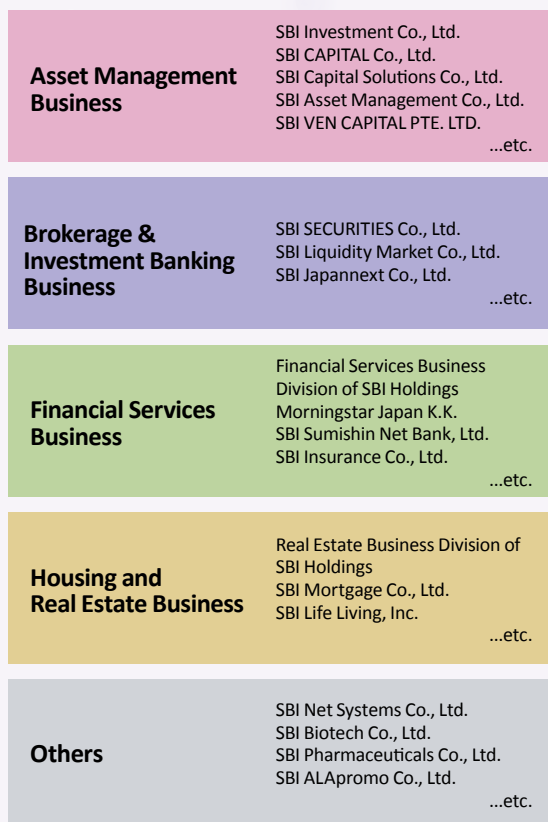 Asset Management
Business
SBI Investment Co., Ltd.
SBI CAPITAL Co., Ltd.
SBI Capital Solutions Co., Ltd.
SBI Asset Management Co., Ltd.
SBI VEN CAPITAL PTE. LTD.
...etc.
Brokerage &
Investment Banking
Business
SBI SECURITIES Co., Ltd.
SBI Liquidity Market Co., Ltd.
SBI Japannext Co., Ltd.
...etc.
Financial Services
Business
Financial Services Business
Division of SBI Holdings
Morningstar Japan K.K.
SBI Sumishin Net Bank, Ltd.
SBI Insurance Co., Ltd.
...etc.
Housing and
Real Estate Business
Real Estate Business Division of
SBI Holdings
SBI Mortgage Co., Ltd.
SBI Life Living, Inc.
...etc.
Others
SBI Net Systems Co., Ltd.
SBI Biotech Co., Ltd.
SBI Pharmaceuticals Co., Ltd.
SBI ALApromo Co., Ltd.
...etc.